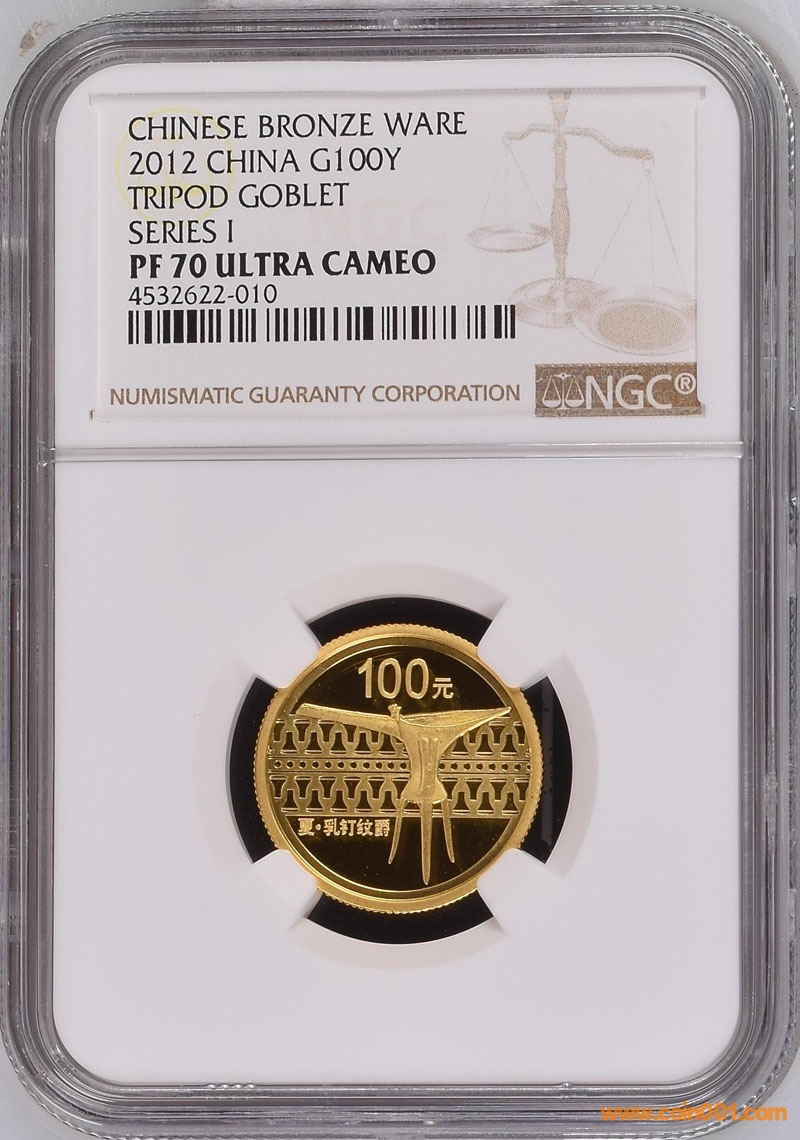 CHINESE BRONZE WARE
2012 CHINA G100Y
TRIPOD GOBLET
SERIES I
PF 70 ULTRA CAMEO
4532622-010
NGC
NUMISMATIC GUARANTY CORPORATION
NGC®
100元
夏·乳钉纹爵
www.coin001.com